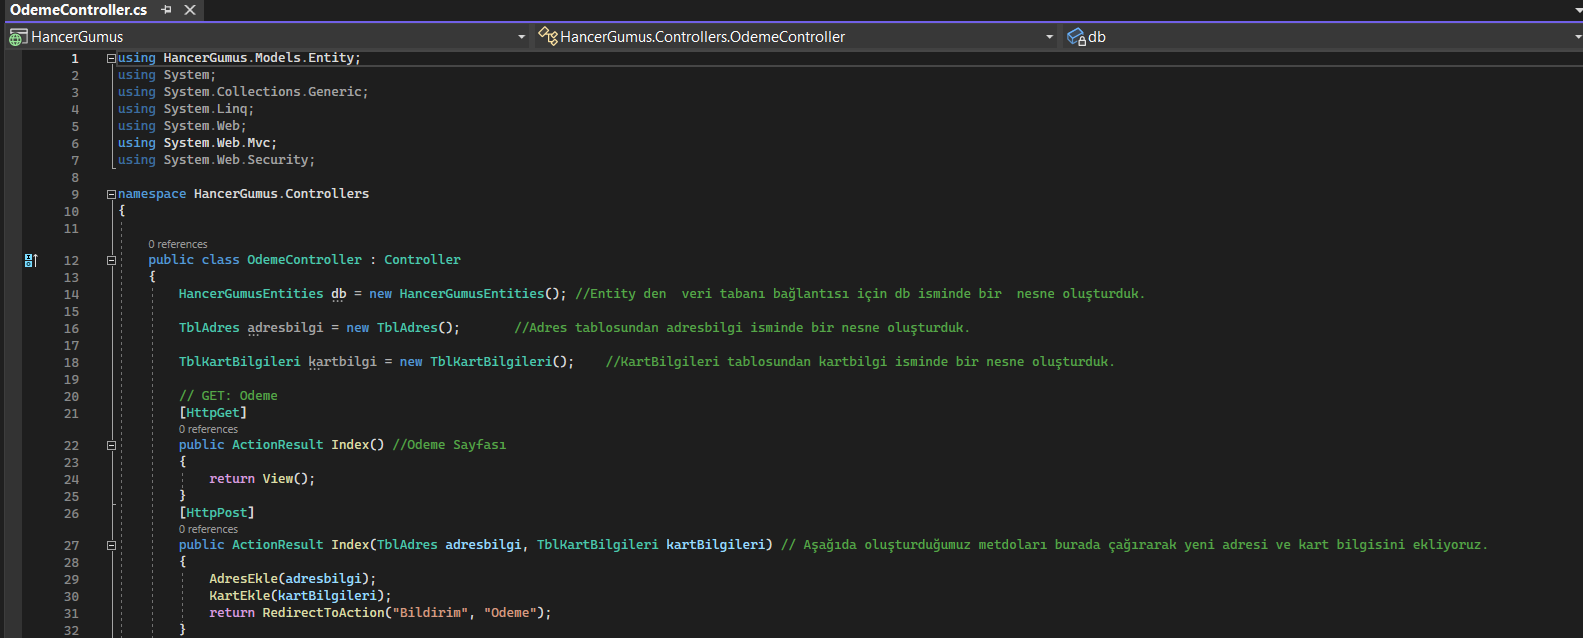 OdemeController.cs
HancerGumus HancerGumus.Controllers.OdemeController db
1 using HancerGumus.Models.Entity;
2 using System;
3 using System.Collections.Generic;
4 using System.Linq;
5 using System.Web;
6 using System.Web.Mvc;
7 using System.Web.Security;
8
9 namespace HancerGumus.Controllers
10 {
11
0 references
12 public class OdemeController : Controller
13 {
14 HancerGumusEntities db = new HancerGumusEntities(); //Entity den  veri tabanı bağlantısı için db isminde bir  nesne oluşturduk.
15
16 TblAdres adresbilgi = new TblAdres(); //Adres tablosundan adresbilgi isminde bir nesne oluşturduk.
17
18 TblKartBilgileri kartbilgi = new TblKartBilgileri(); //KartBilgileri tablosundan kartbilgi isminde bir nesne oluşturduk.
19
20 // GET: Odeme
21 [HttpGet]
0 references
22 public ActionResult Index() //Odeme Sayfası
23 {
24 return View();
25 }
26 [HttpPost]
0 references
27 public ActionResult Index(TblAdres adresbilgi, TblKartBilgileri kartBilgileri) // Aşağıda oluşturduğumuz metdoları burada çağırarak yeni adresi ve kart bilgisini ekliyoruz.
28 {
29 AdresEkle(adresbilgi);
30 KartEkle(kartBilgileri);
31 return RedirectToAction("Bildirim", "Odeme");
32 }